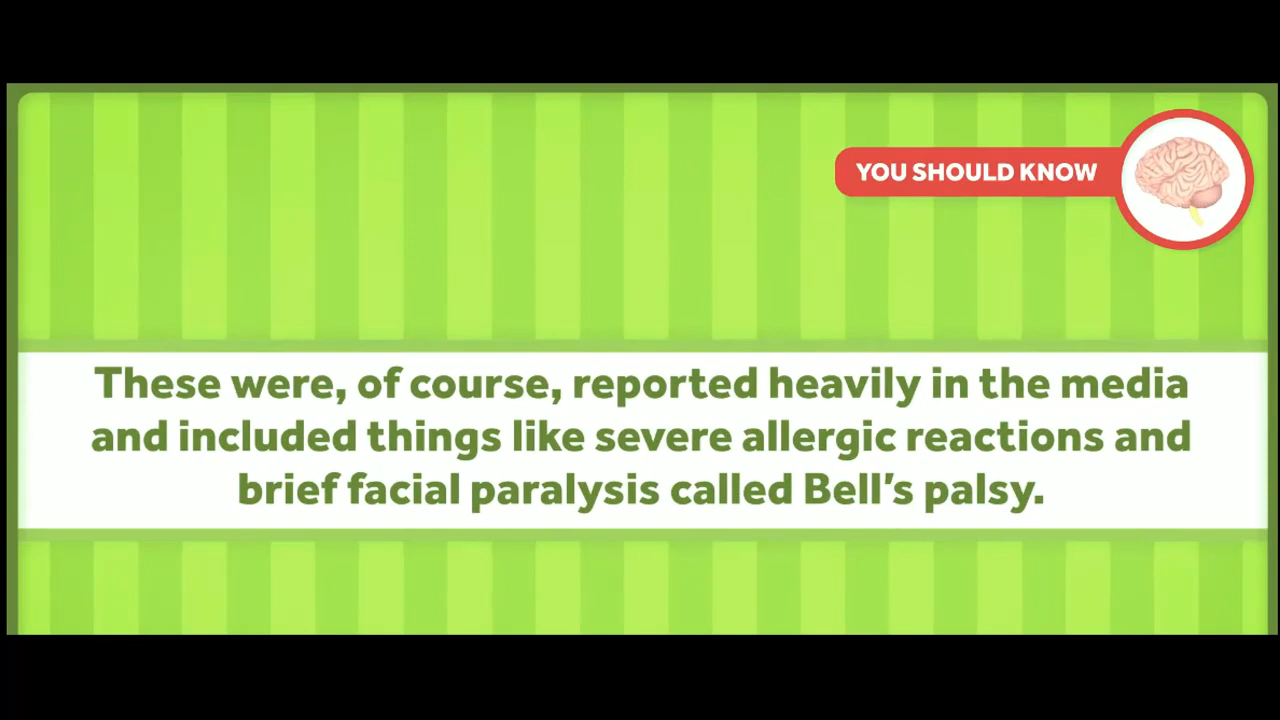 YOU SHOULD KNOW
These were, of course, reported heavily in the media
and included things like severe allergic reactions and
brief facial paralysis called Bell’s palsy.